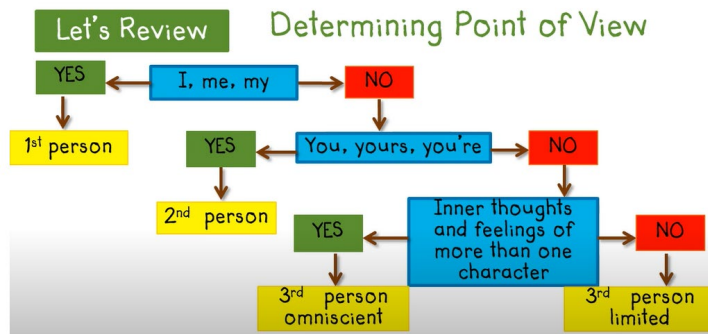 Let's Review
Determining Point of View
YES
I, me, my
NO
1st person
YES
You, yours, you're
NO
2nd person
YES
Inner thoughts
and feelings of
more than one
character
NO
3rd person
omniscient
3rd person
limited